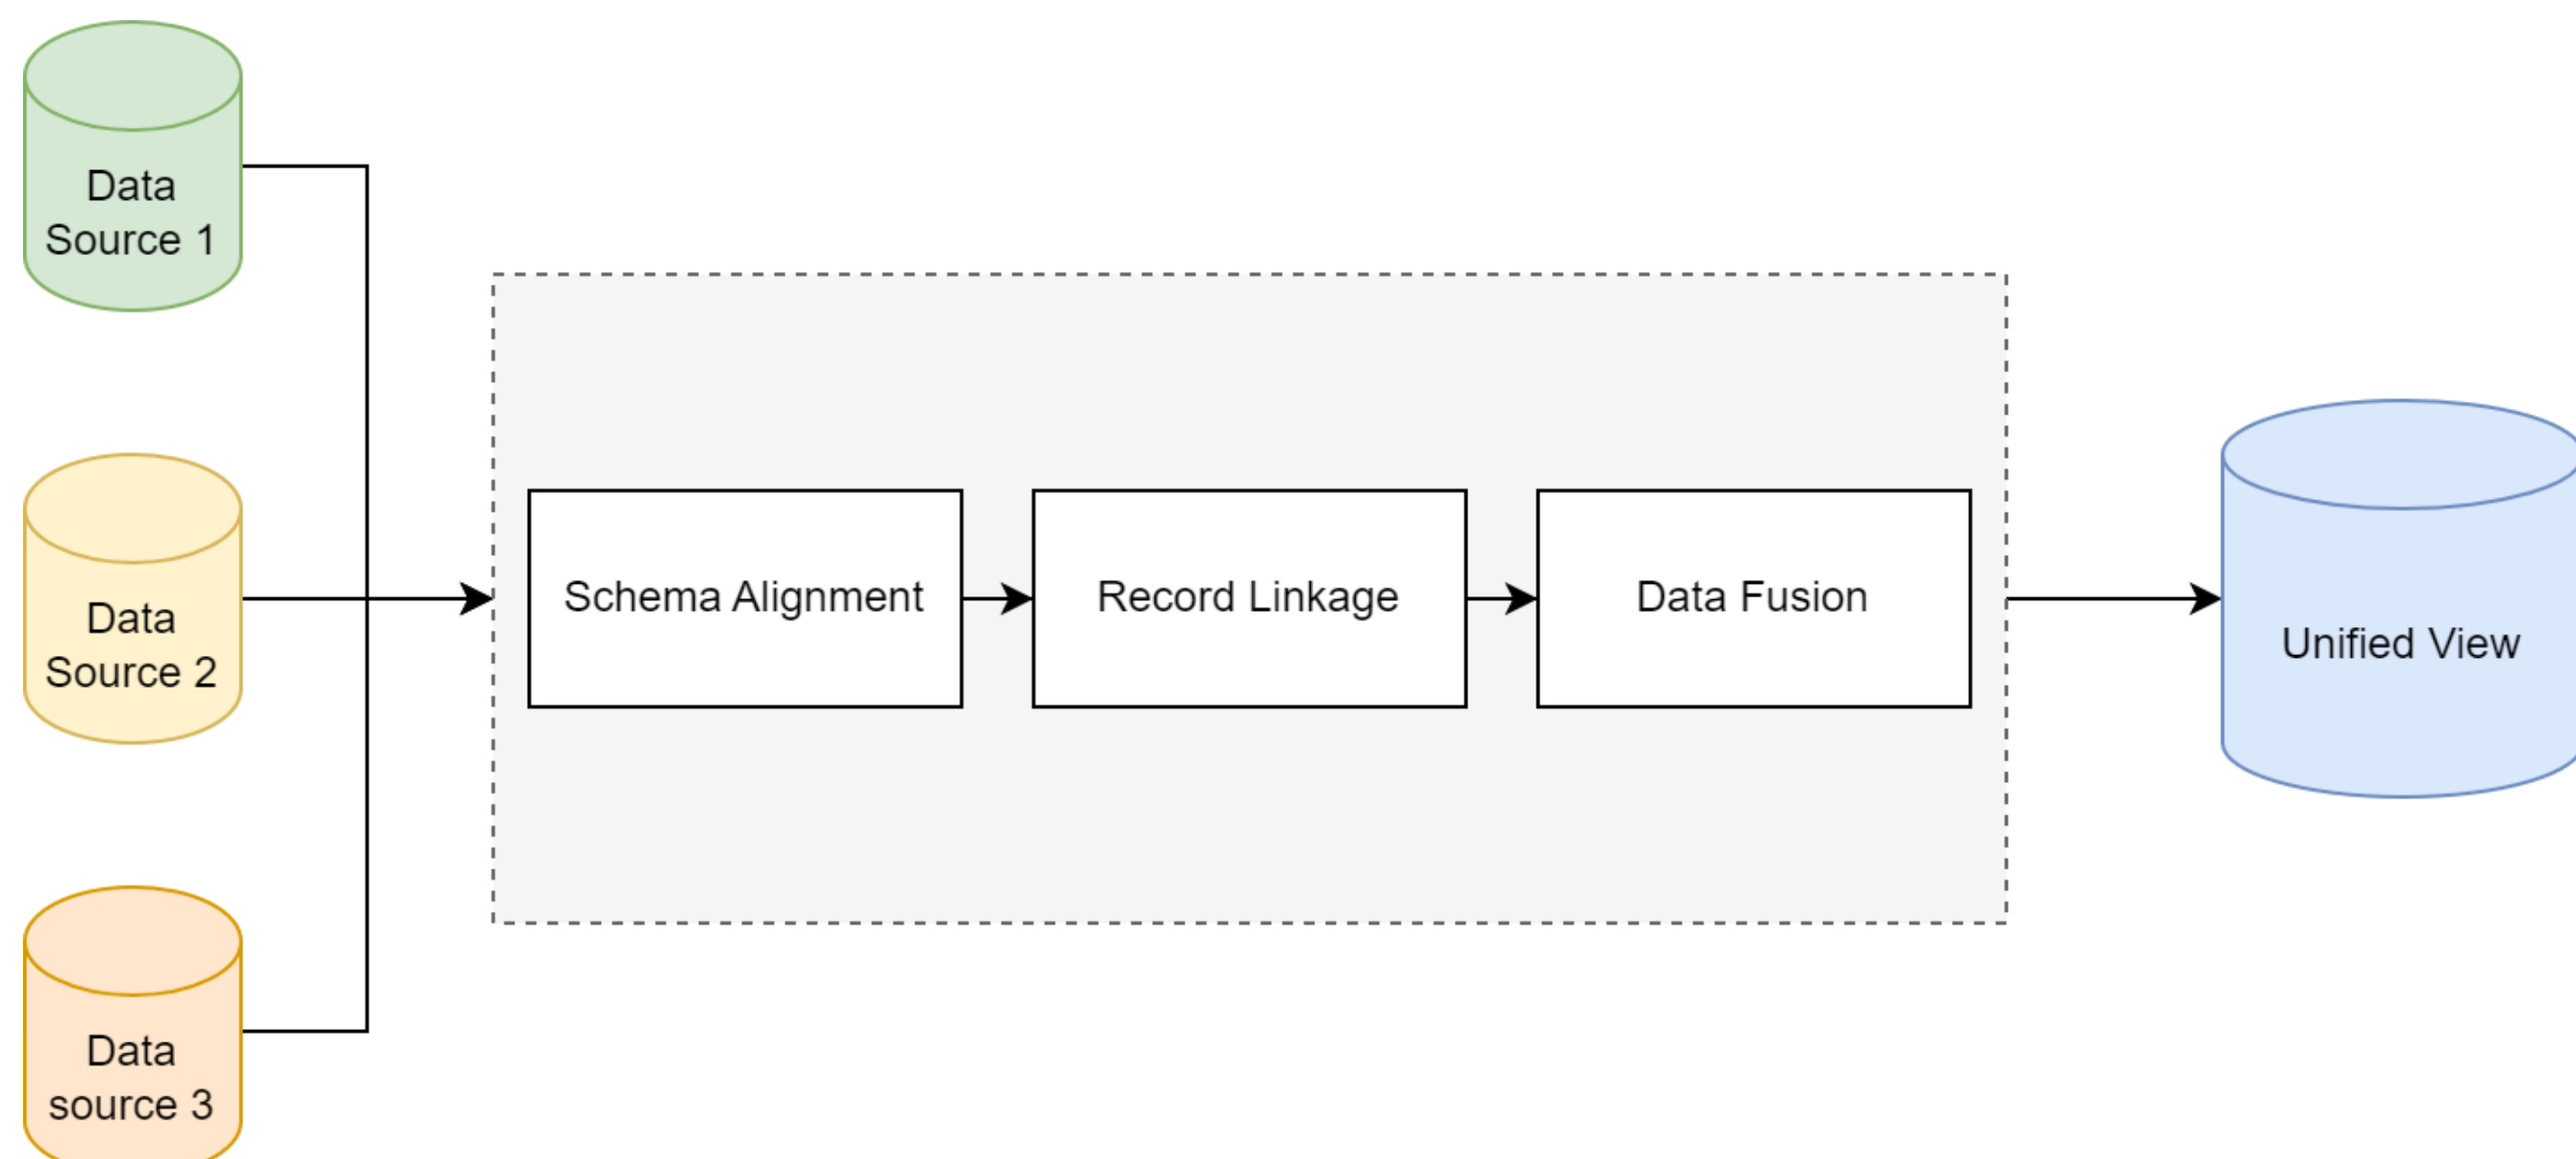 Data
Source 1
Data
Source 2
Data
source 3
Schema Alignment
Record Linkage
Data Fusion
Unified View